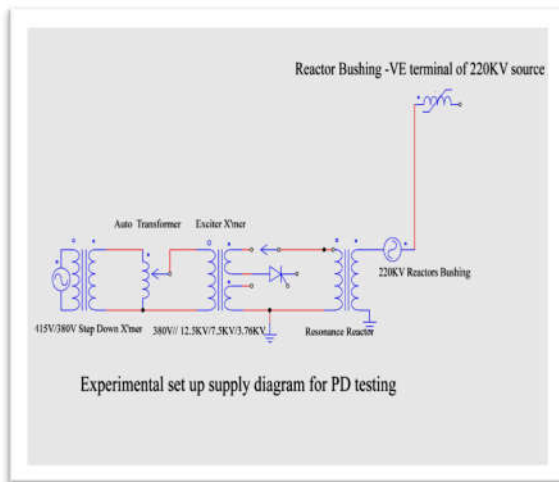 Reactor Bushing -VE terminal of 220KV source
Auto Transformer
Exciter X'mer
220KV Reactors Bushing
415V/380V Step Down X'mer
380V// 12.5KV/7.5KV/3.76KV
Resonance Reactor
Experimental set up supply diagram for PD testing